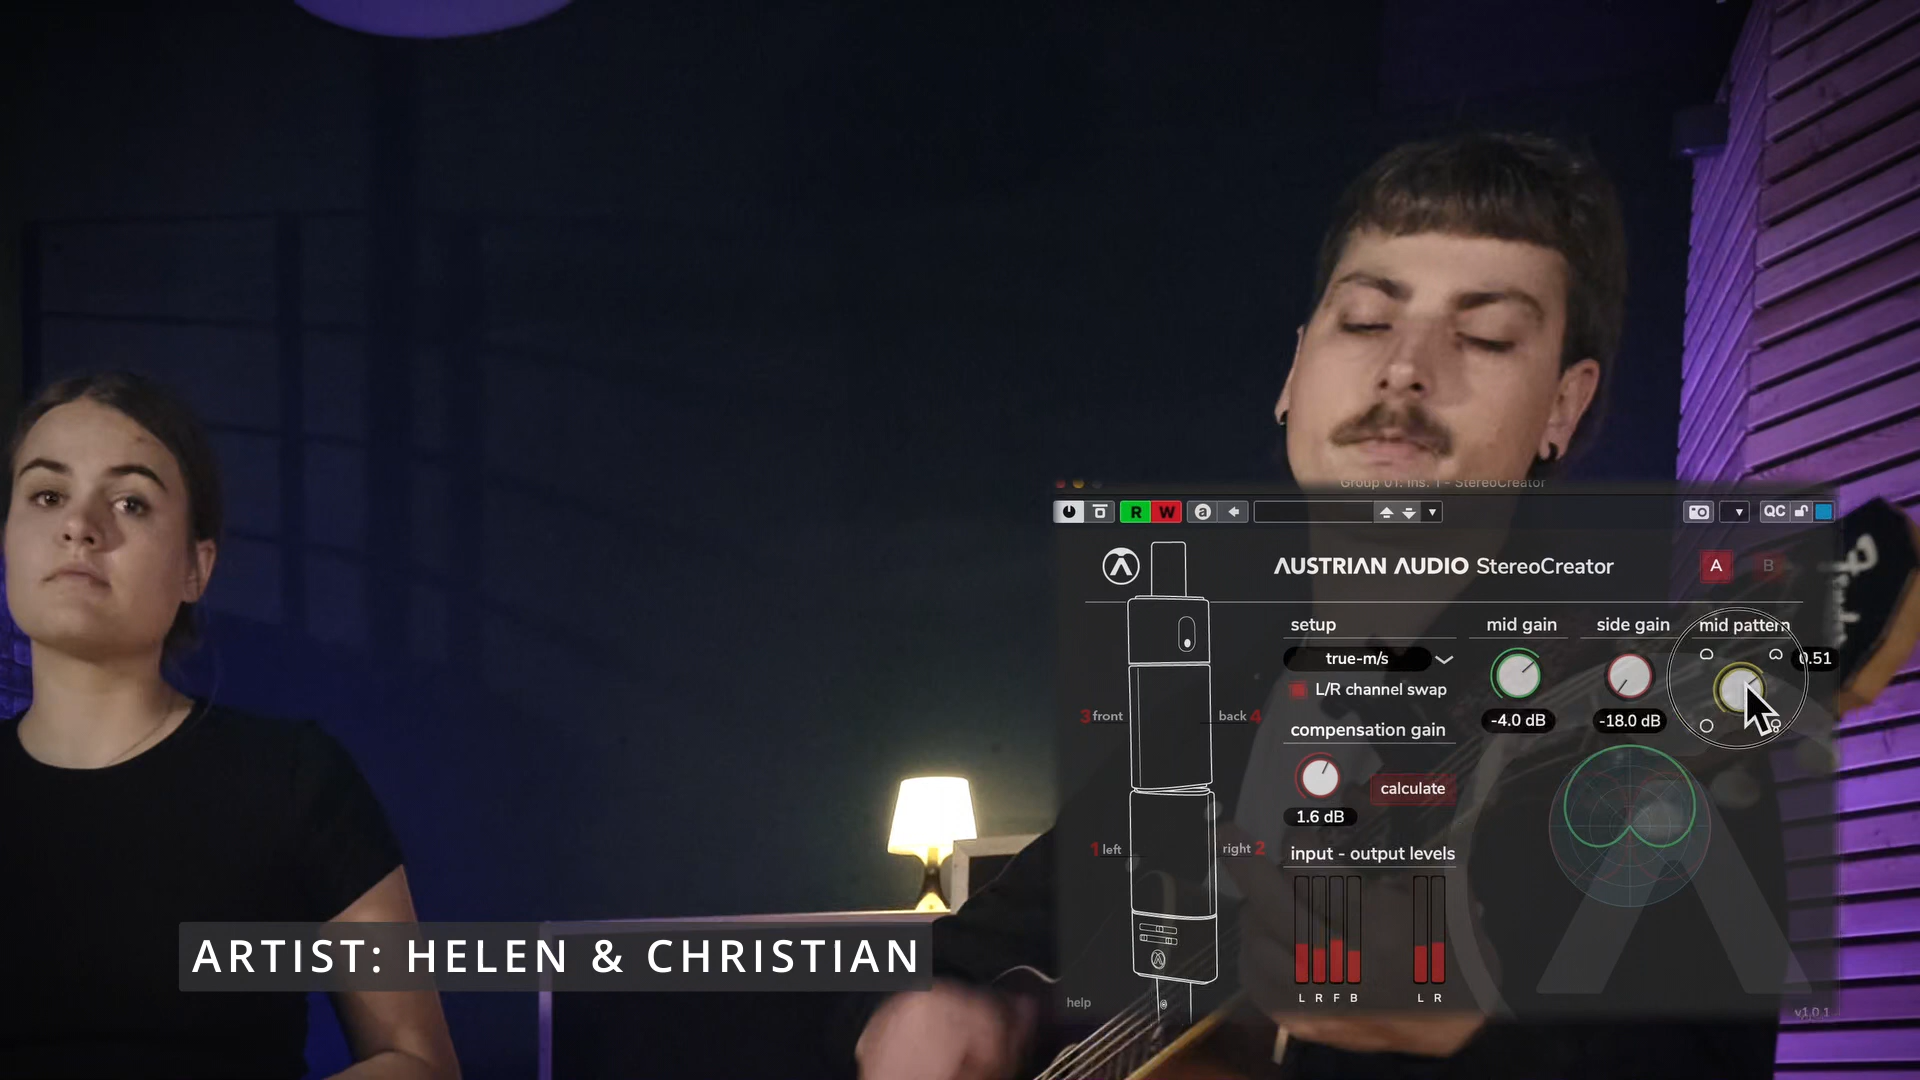 Group 01: Ins. 1 - StereoCreator
R W a QC
AUSTRIAN AUDIO StereoCreator
A B
setup
true-m/s
L/R channel swap
mid gain
-4.0 dB
side gain
-18.0 dB
mid pattern
0.51
compensation gain
1.6 dB
calculate
input - output levels
L R F B
L R
3 front
back 4
1 left
right 2
help
v1.0.1
Fender
ARTIST: HELEN & CHRISTIAN